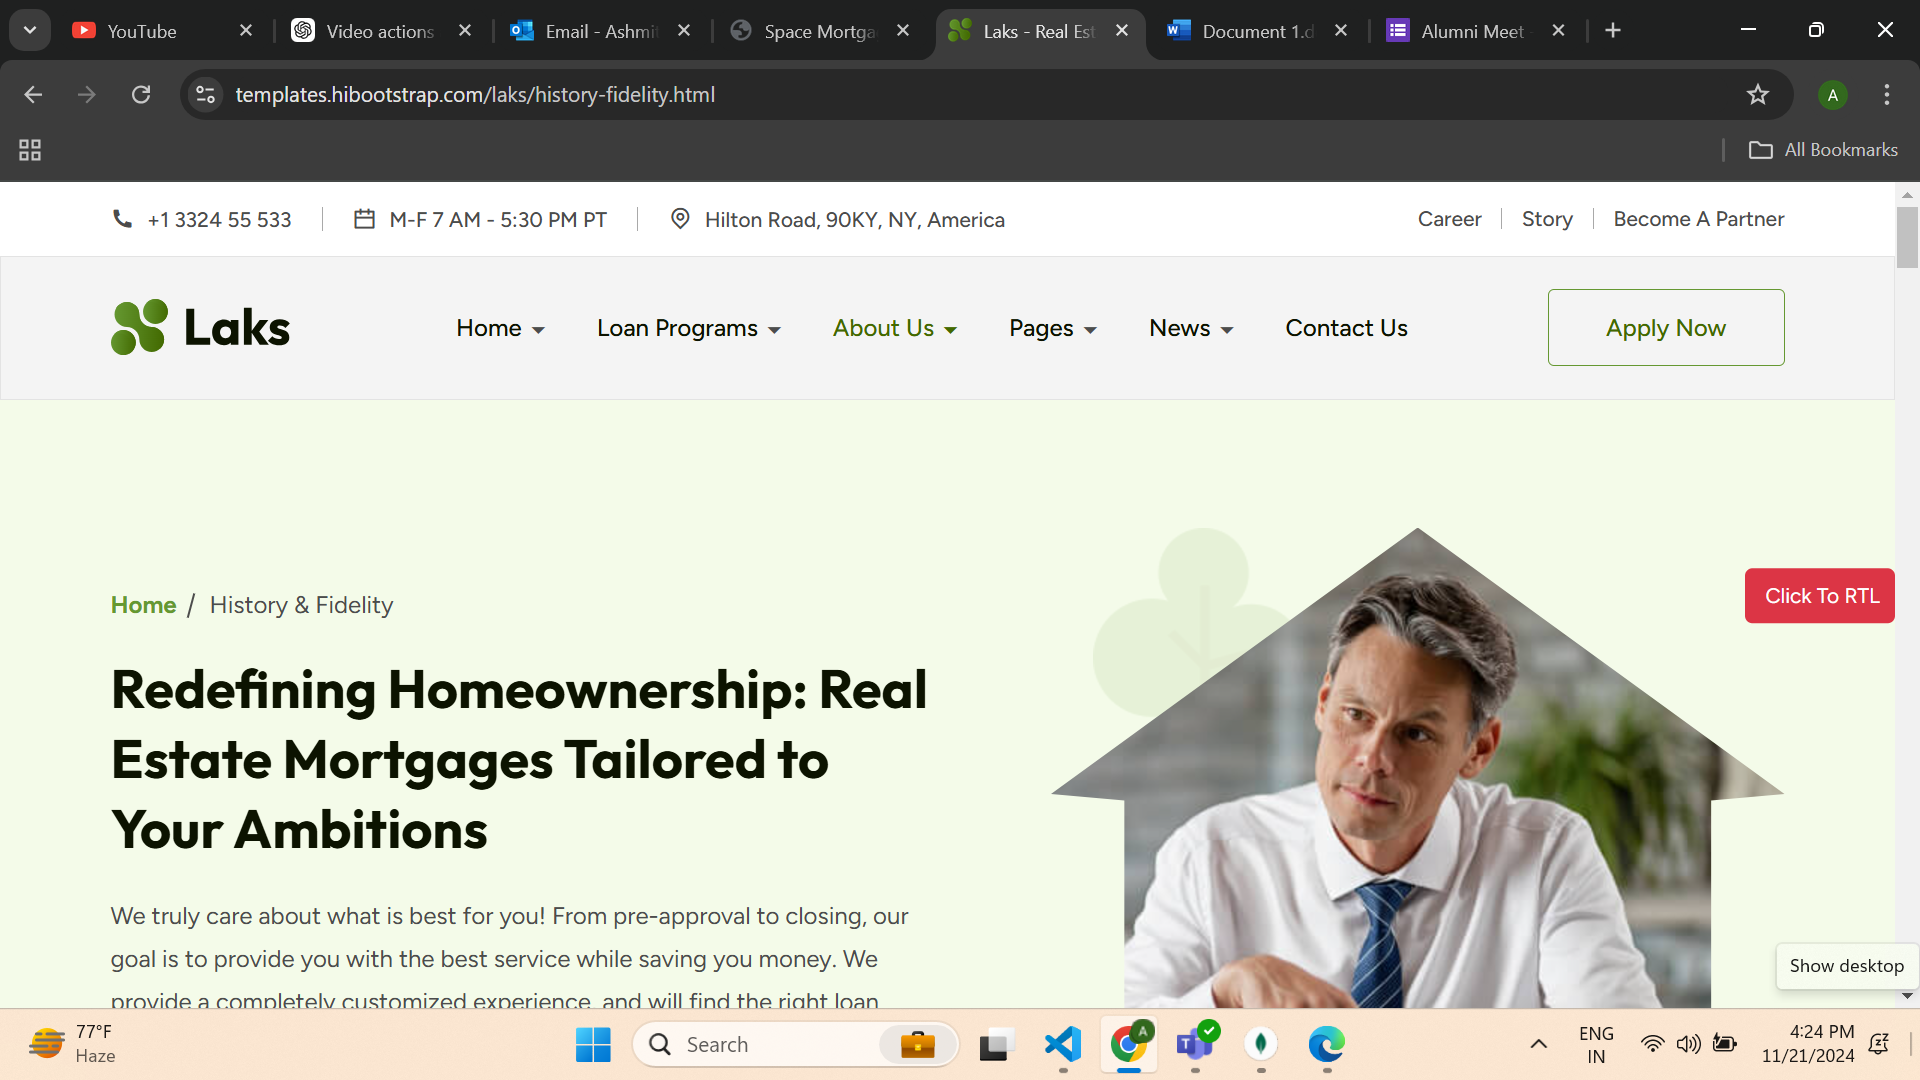 YouTube
Video actions
Email - Ashmit
Space Mortga
Laks - Real Est
Document 1.d
Alumni Meet -
templates.hibootstrap.com/laks/history-fidelity.html
A
All Bookmarks
+1 3324 55 533
M-F 7 AM - 5:30 PM PT
Hilton Road, 90KY, NY, America
Career
Story
Become A Partner
Laks
Home
Loan Programs
About Us
Pages
News
Contact Us
Apply Now
Home / History & Fidelity
Click To RTL
Redefining Homeownership: Real
Estate Mortgages Tailored to
Your Ambitions
We truly care about what is best for you! From pre-approval to closing, our
goal is to provide you with the best service while saving you money. We
provide a completely customized experience, and will find the right loan
Show desktop
77°F
Haze
Search
A
T
ENG
IN
4:24 PM
11/21/2024